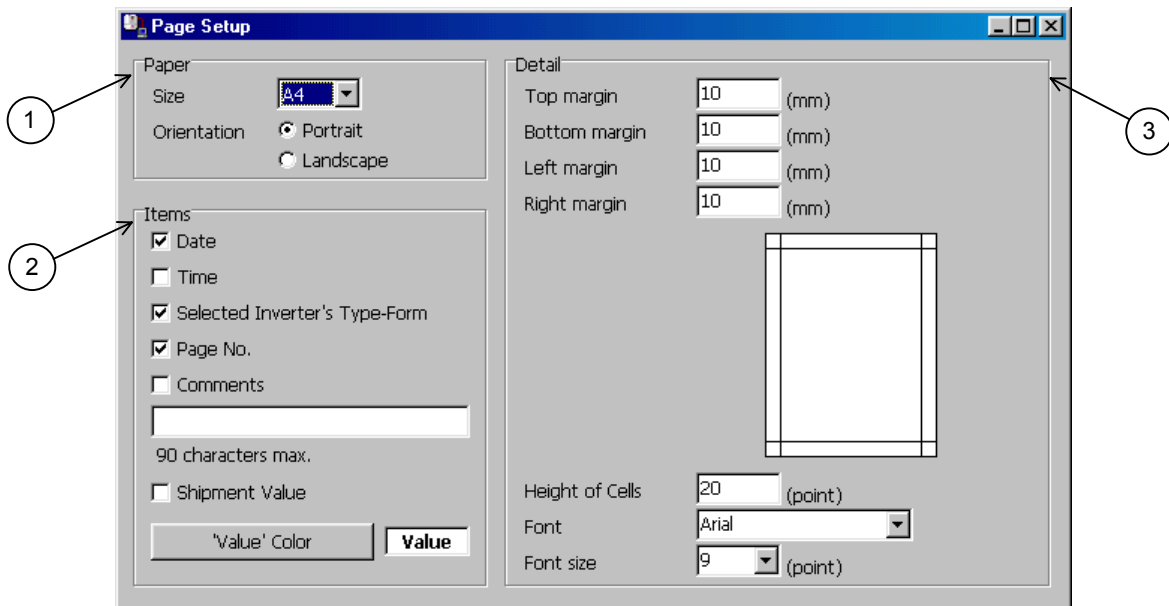 Page Setup
Paper
Size A4
Orientation Portrait
Landscape
1
Items
Date
Time
Selected Inverter's Type-Form
Page No.
Comments
90 characters max.
Shipment Value
'Value' Color Value
2
Detail
Top margin 10 (mm)
Bottom margin 10 (mm)
Left margin 10 (mm)
Right margin 10 (mm)
Height of Cells 20 (point)
Font Arial
Font size 9 (point)
3